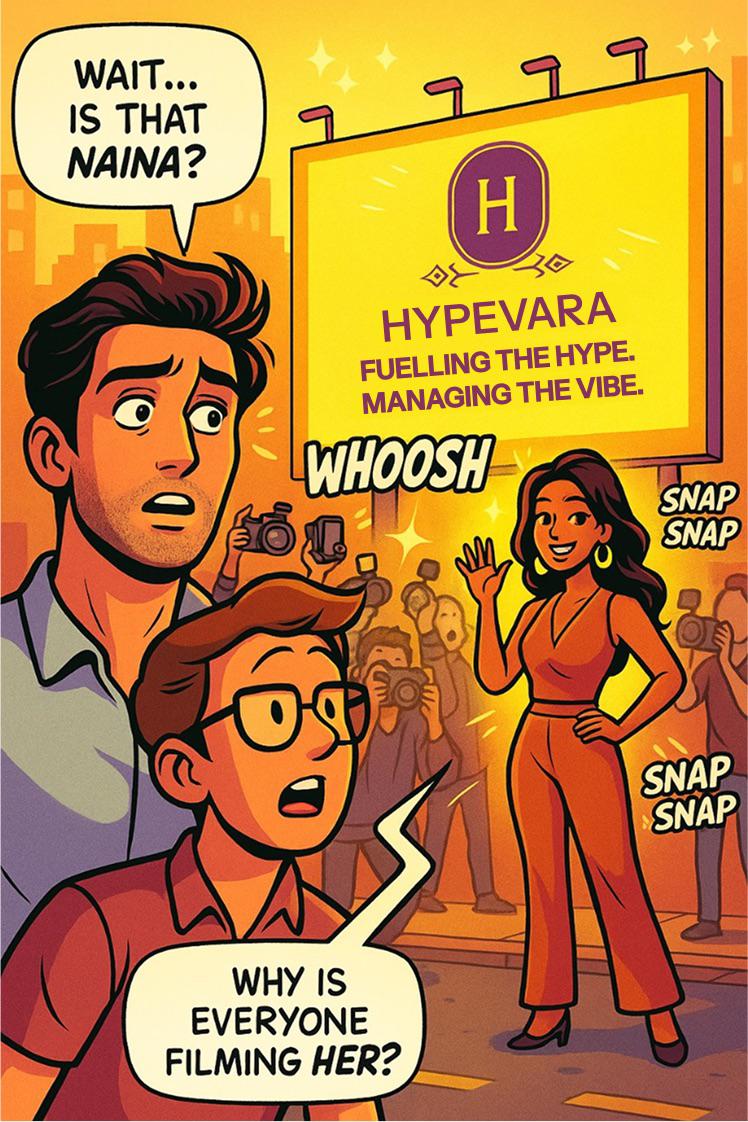 WAIT...
IS THAT
NAINA?
H
HYPEVARA
FUELLING THE HYPE.
MANAGING THE VIBE.
WHOOSH
SNAP
SNAP
SNAP
SNAP
WHY IS
EVERYONE
FILMING HER?